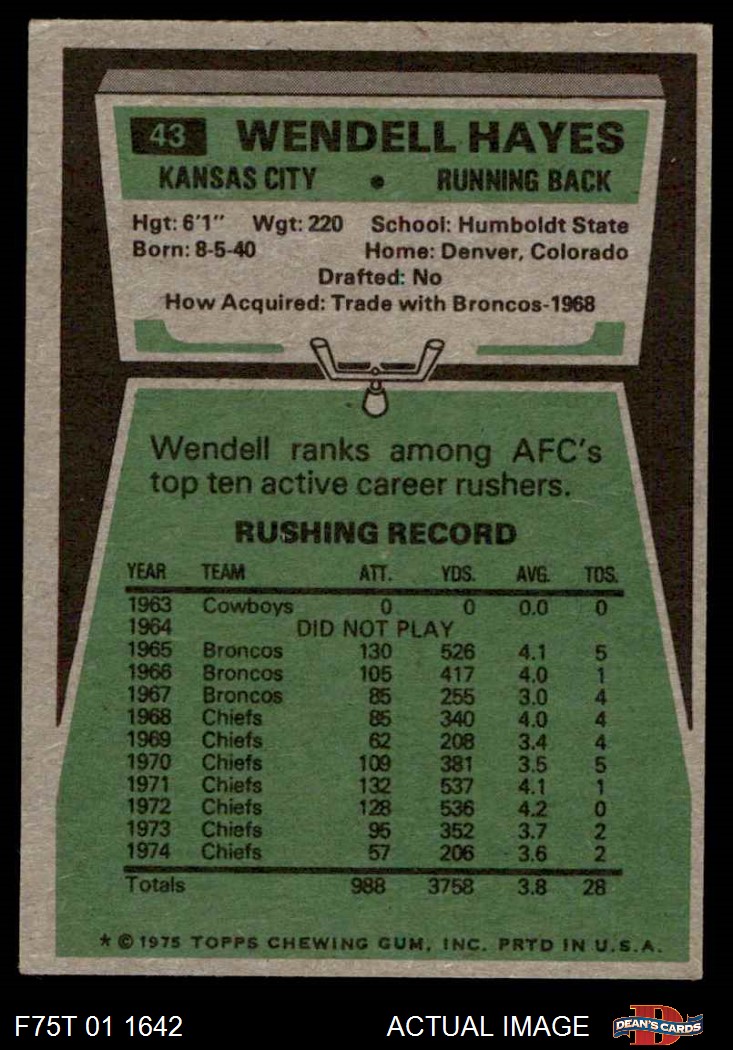 43 WENDELL HAYES
KANSAS CITY • RUNNING BACK
Hgt: 6'1" Wgt: 220 School: Humboldt State
Born: 8-5-40 Home: Denver, Colorado
Drafted: No
How Acquired: Trade with Broncos-1968
Wendell ranks among AFC's
top ten active career rushers.
RUSHING RECORD
YEAR TEAM ATT. YDS. AVG. TDS.
1963 Cowboys 0 0 0.0 0
1964 DID NOT PLAY
1965 Broncos 130 526 4.1 5
1966 Broncos 105 417 4.0 1
1967 Broncos 85 255 3.0 4
1968 Chiefs 85 340 4.0 4
1969 Chiefs 62 208 3.4 4
1970 Chiefs 109 381 3.5 5
1971 Chiefs 132 537 4.1 1
1972 Chiefs 128 536 4.2 0
1973 Chiefs 95 352 3.7 2
1974 Chiefs 57 206 3.6 2
Totals 988 3758 3.8 28
* © 1975 TOPPS CHEWING GUM, INC. PRTD IN U.S.A.
F75T 01 1642 ACTUAL IMAGE D DEAN'S CARDS